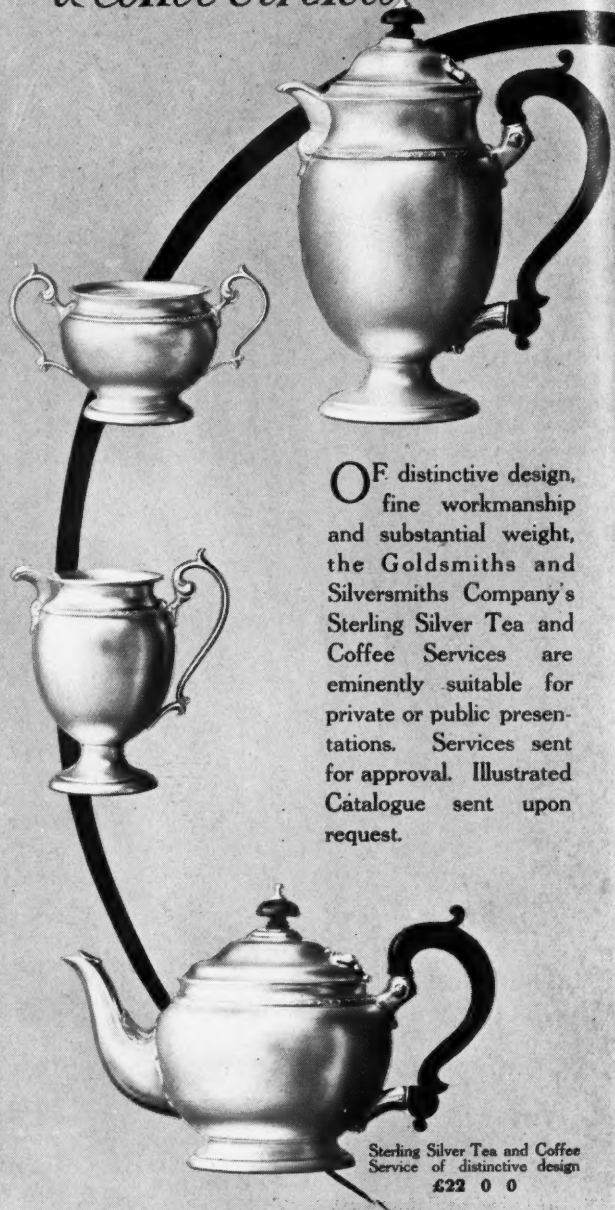 & Coffee Services
OF distinctive design,
fine workmanship
and substantial weight,
the Goldsmiths and
Silversmiths Company's
Sterling Silver Tea and
Coffee Services are
eminently suitable for
private or public presen-
tations. Services sent
for approval. Illustrated
Catalogue sent upon
request.
Sterling Silver Tea and Coffee
Service of distinctive design
£22 0 0